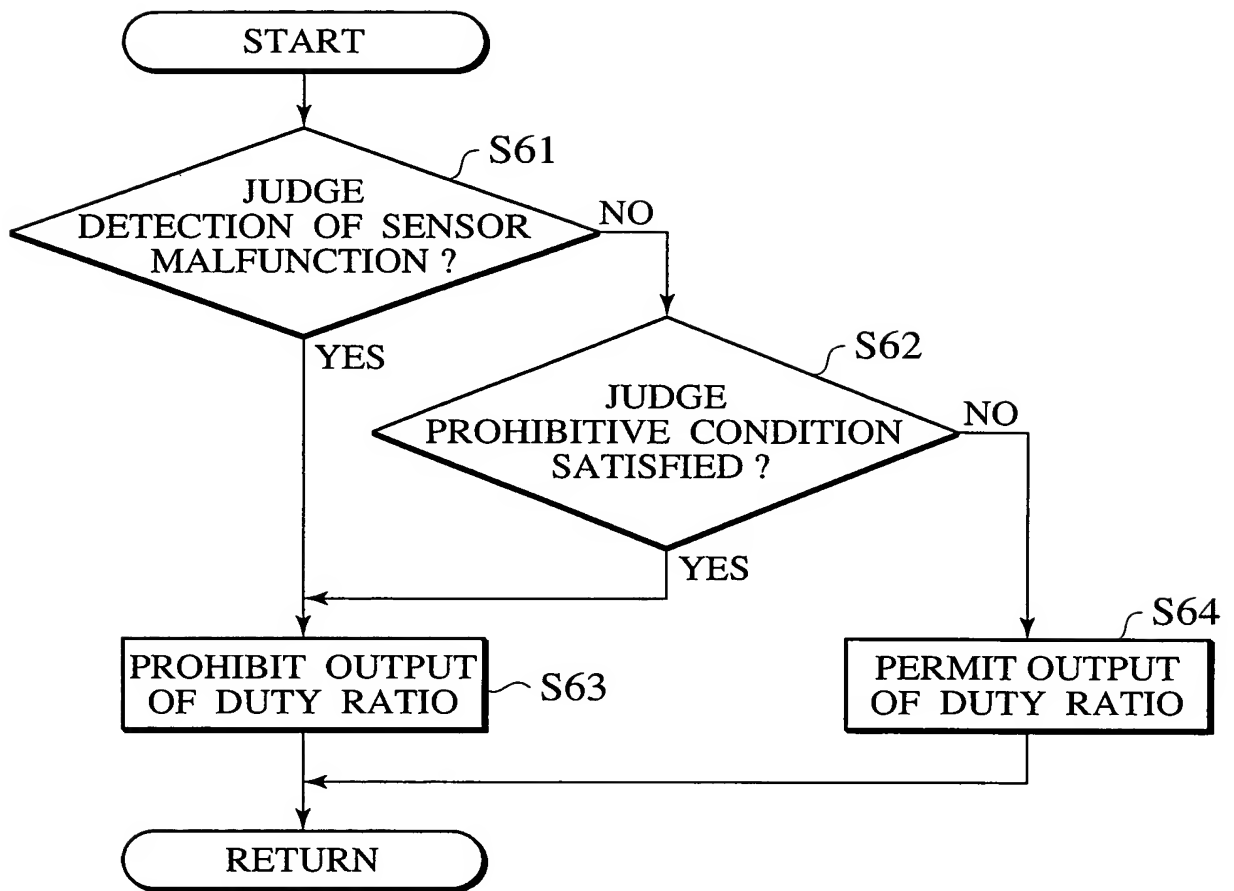 START
S61
JUDGE
DETECTION OF SENSOR
MALFUNCTION ?
NO
YES
S62
JUDGE
PROHIBITIVE CONDITION
SATISFIED ?
NO
YES
PROHIBIT OUTPUT
OF DUTY RATIO
S63
S64
PERMIT OUTPUT
OF DUTY RATIO
RETURN